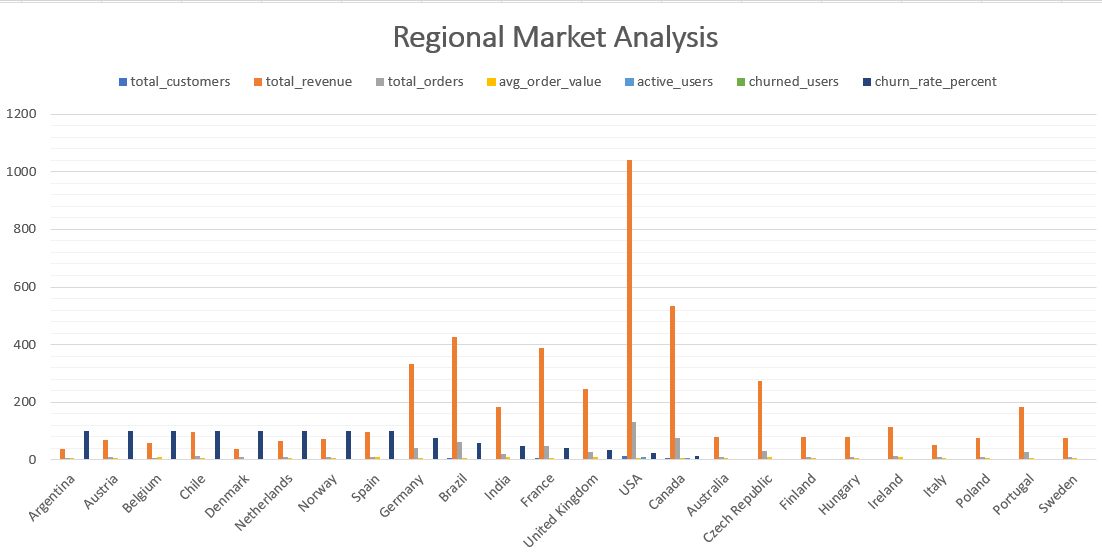 Regional Market Analysis
total_customers total_revenue total_orders avg_order_value active_users churned_users churn_rate_percent
1200
1000
800
600
400
200
0
Argentina Austria Belgium Chile Denmark Netherlands Norway Spain Germany Brazil India France United Kingdom USA Canada Australia Czech Republic Finland Hungary Ireland Italy Poland Portugal Sweden